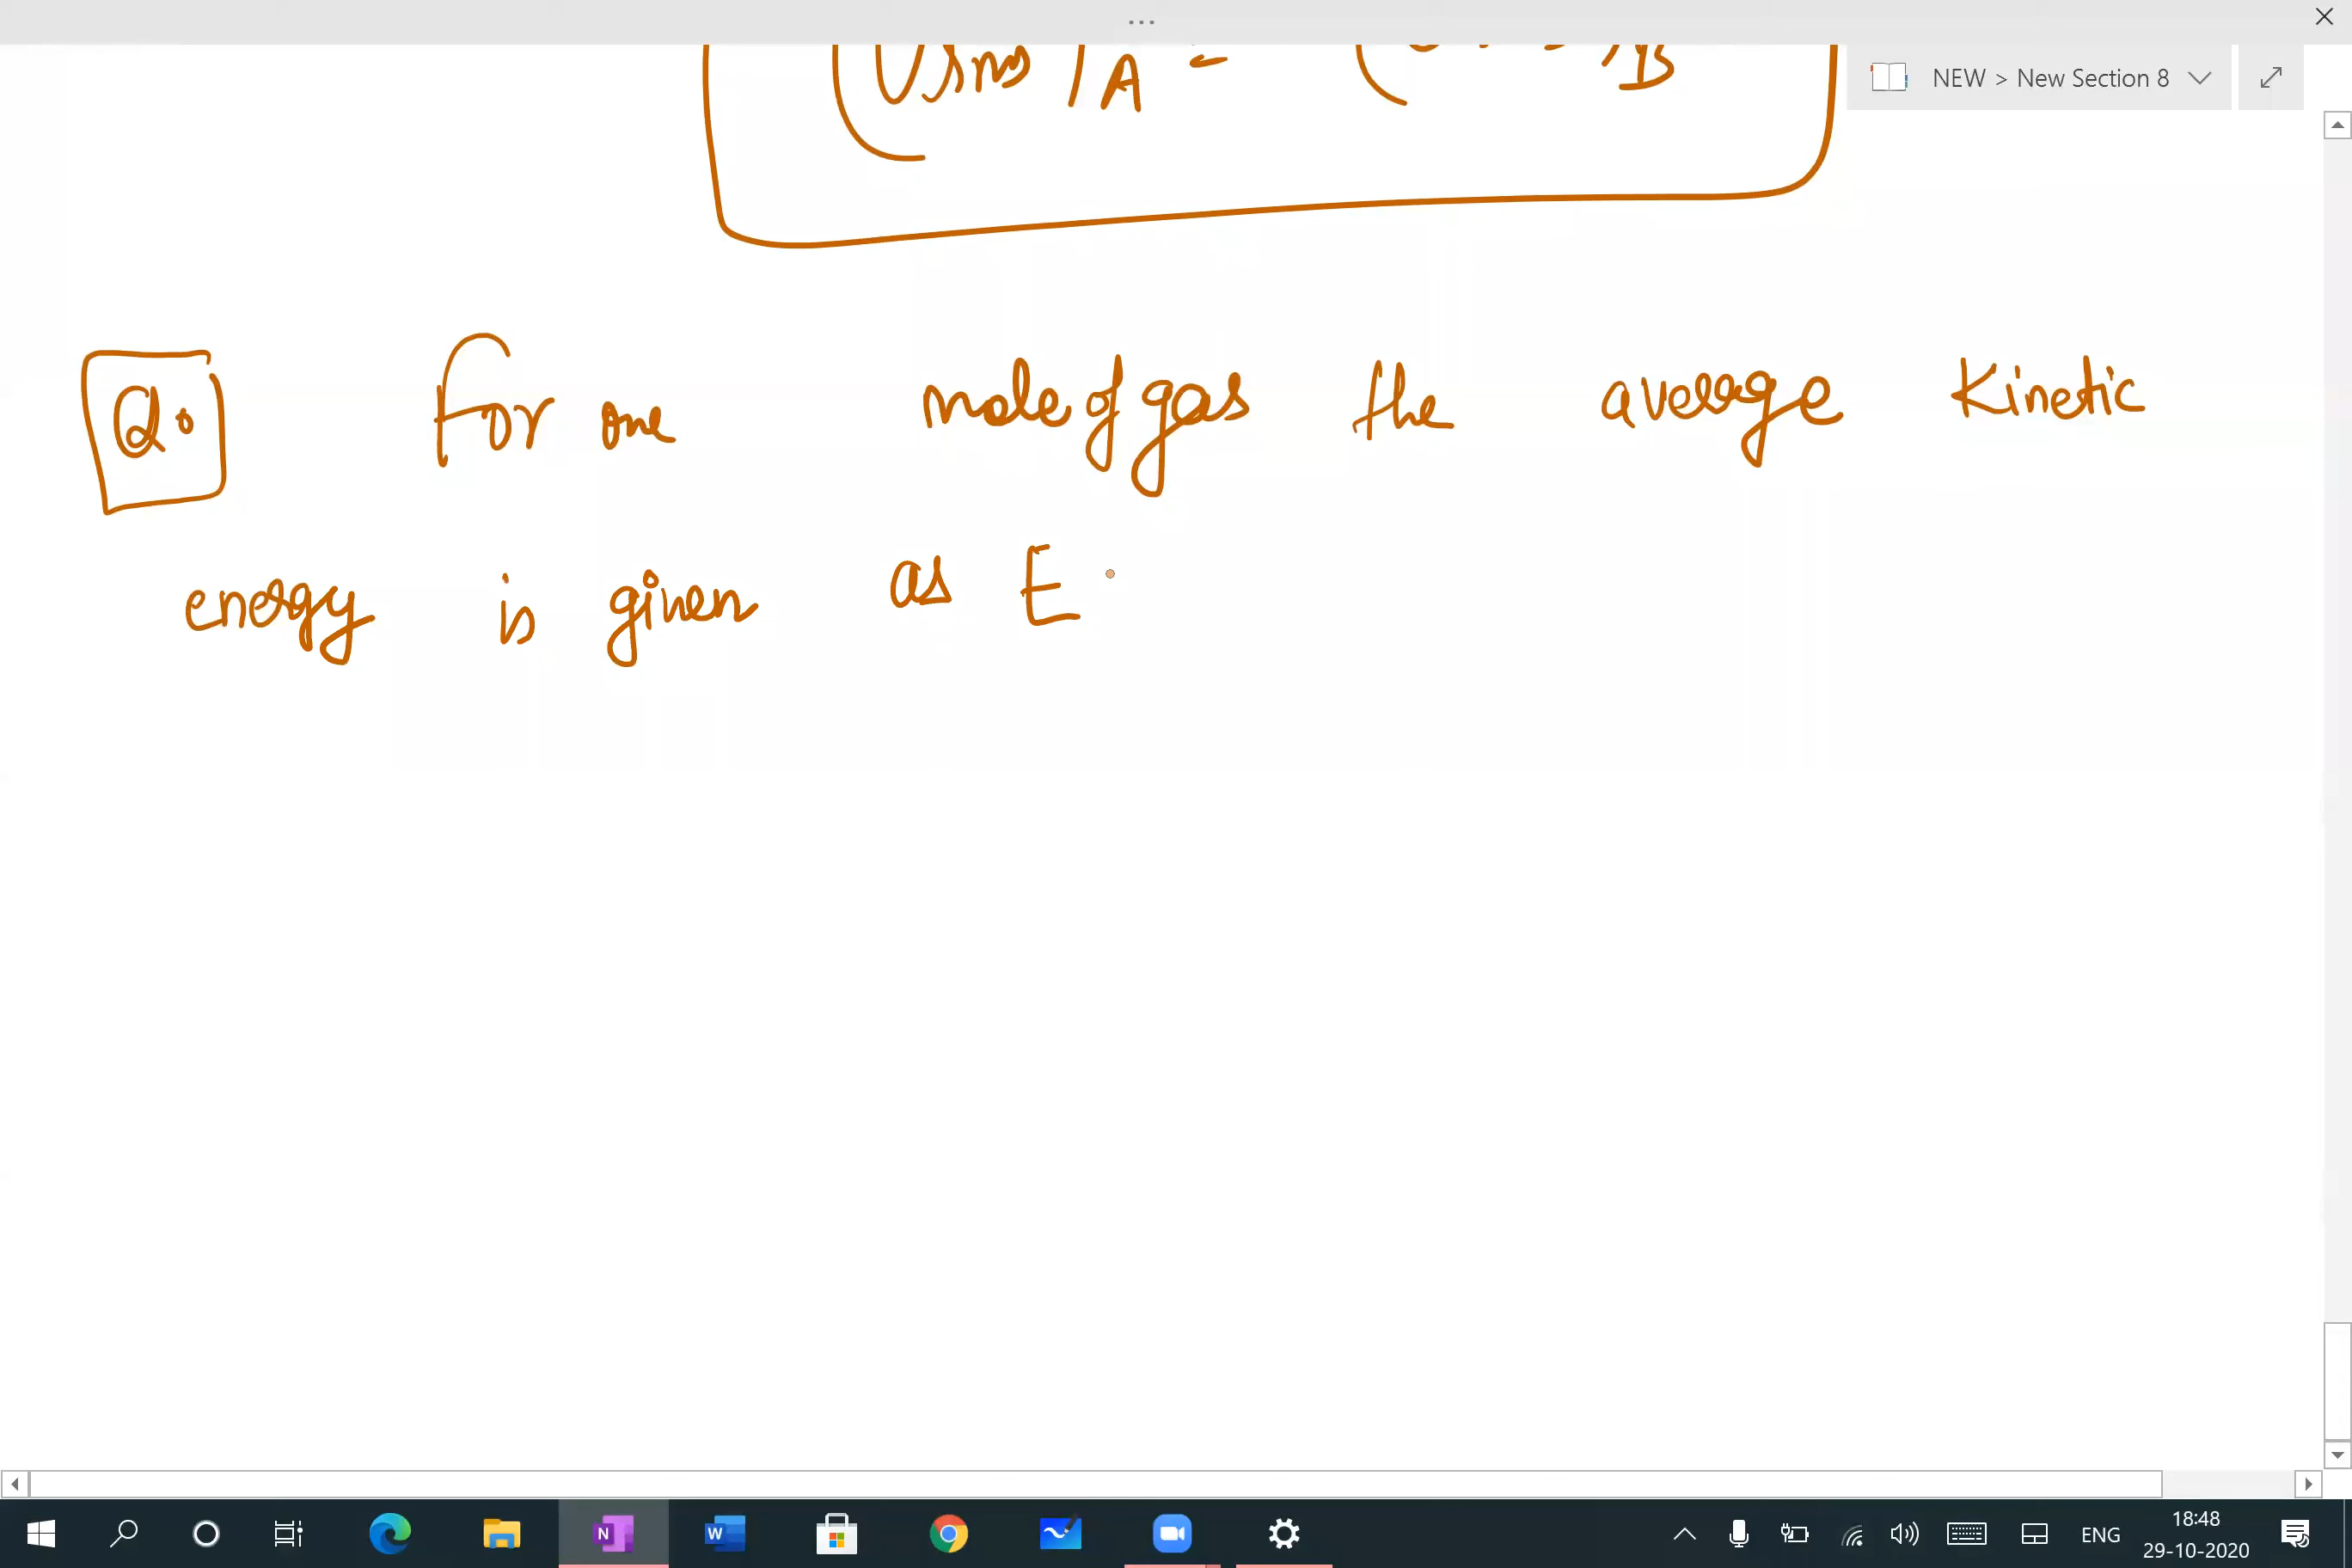 ...
NEW > New Section 8
(Urms)A =
B
Q.
For one mole of gas the average Kinetic
energy is given as E
N
W
ENG
18:48
29-10-2020